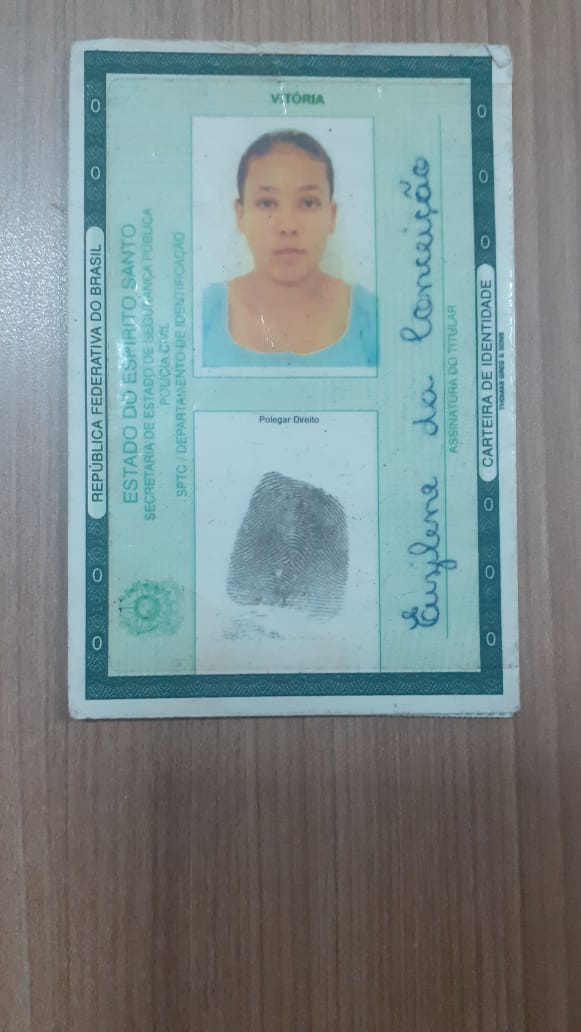 REPÚBLICA FEDERATIVA DO BRASIL
ESTADO DO ESPÍRITO SANTO
SECRETARIA DE ESTADO DE SEGURANÇA PÚBLICA
POLÍCIA CIVIL
SPTC / DEPARTAMENTO DE IDENTIFICAÇÃO
VITÓRIA
Polegar Direito
da Conceição
ASSINATURA DO TITULAR
CARTEIRA DE IDENTIDADE
THOMAS GREG & SONS